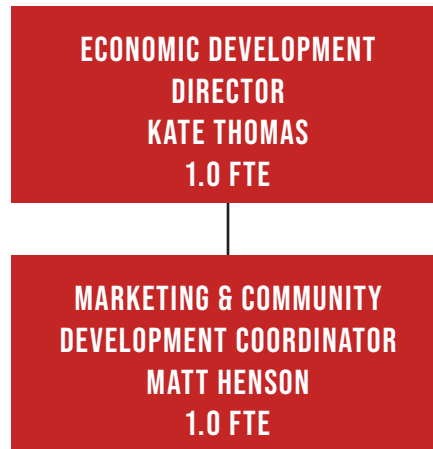 ECONOMIC DEVELOPMENT
DIRECTOR
KATE THOMAS
1.0 FTE
MARKETING & COMMUNITY
DEVELOPMENT COORDINATOR
MATT HENSON
1.0 FTE